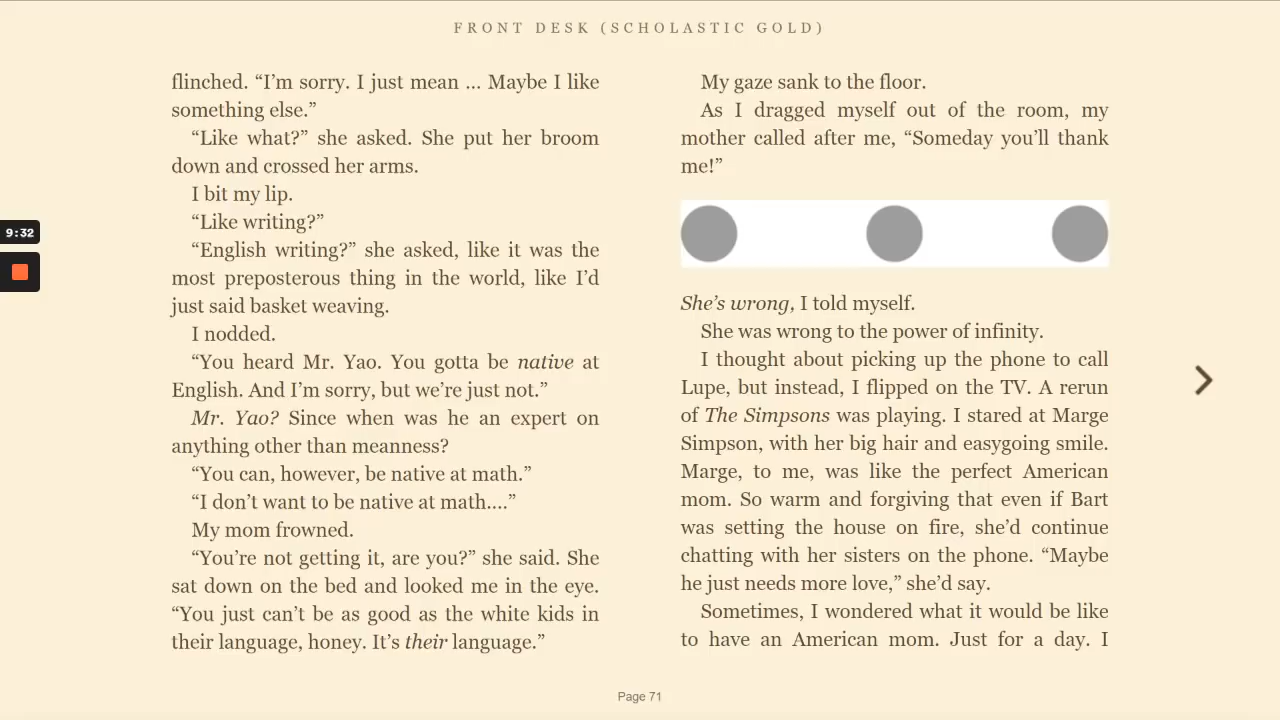 FRONT DESK (SCHOLASTIC GOLD)
flinched. “I’m sorry. I just mean ... Maybe I like
something else.”
“Like what?” she asked. She put her broom
down and crossed her arms.
I bit my lip.
“Like writing?”
“English writing?” she asked, like it was the
most preposterous thing in the world, like I’d
just said basket weaving.
I nodded.
“You heard Mr. Yao. You gotta be native at
English. And I’m sorry, but we’re just not.”
Mr. Yao? Since when was he an expert on
anything other than meanness?
“You can, however, be native at math.”
“I don’t want to be native at math....”
My mom frowned.
“You’re not getting it, are you?” she said. She
sat down on the bed and looked me in the eye.
“You just can’t be as good as the white kids in
their language, honey. It’s their language.”
My gaze sank to the floor.
As I dragged myself out of the room, my
mother called after me, “Someday you’ll thank
me!”
She’s wrong, I told myself.
She was wrong to the power of infinity.
I thought about picking up the phone to call
Lupe, but instead, I flipped on the TV. A rerun
of The Simpsons was playing. I stared at Marge
Simpson, with her big hair and easygoing smile.
Marge, to me, was like the perfect American
mom. So warm and forgiving that even if Bart
was setting the house on fire, she’d continue
chatting with her sisters on the phone. “Maybe
he just needs more love,” she’d say.
Sometimes, I wondered what it would be like
to have an American mom. Just for a day. I
9:32
Page 71